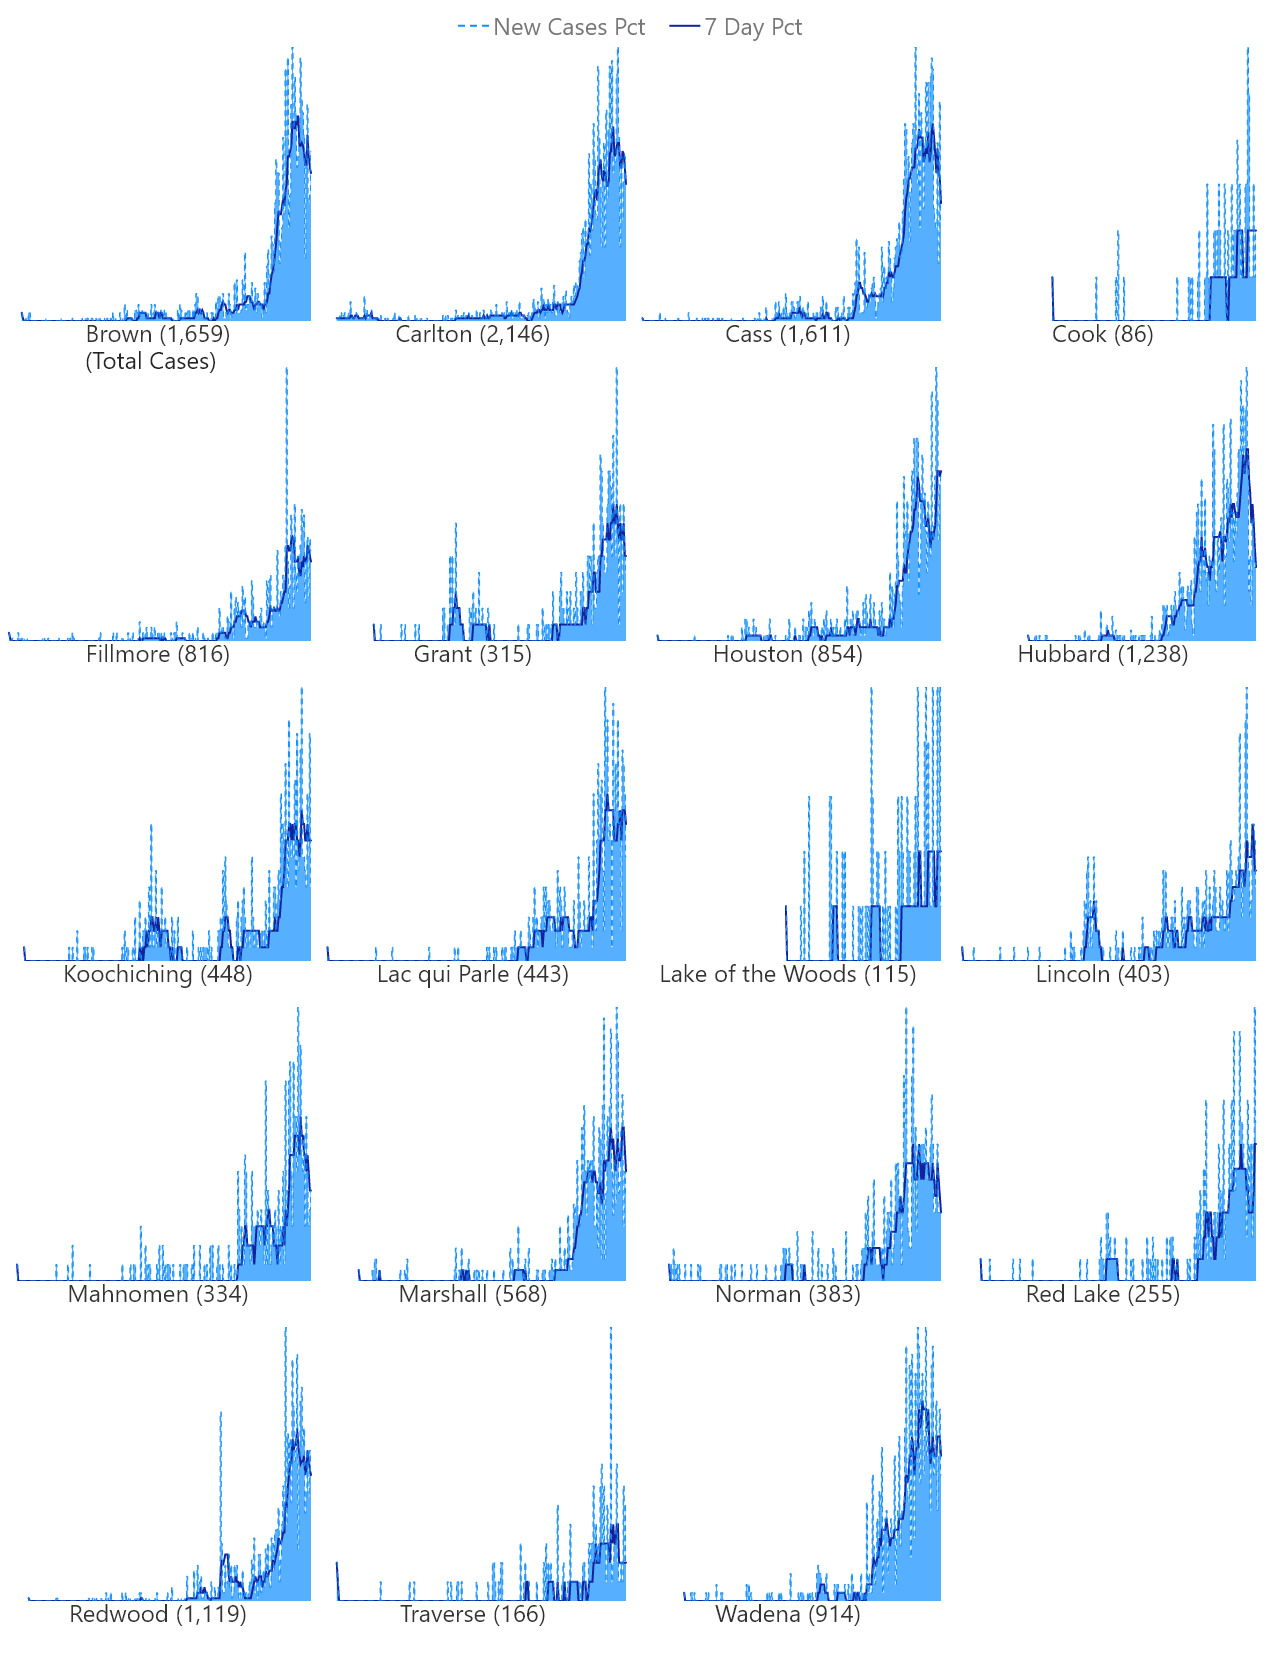 New Cases Pct 7 Day Pct
Brown (1,659)
(Total Cases)
Carlton (2,146)
Cass (1,611)
Cook (86)
Fillmore (816)
Grant (315)
Houston (854)
Hubbard (1,238)
Koochiching (448)
Lac qui Parle (443)
Lake of the Woods (115)
Lincoln (403)
Mahnomen (334)
Marshall (568)
Norman (383)
Red Lake (255)
Redwood (1,119)
Traverse (166)
Wadena (914)